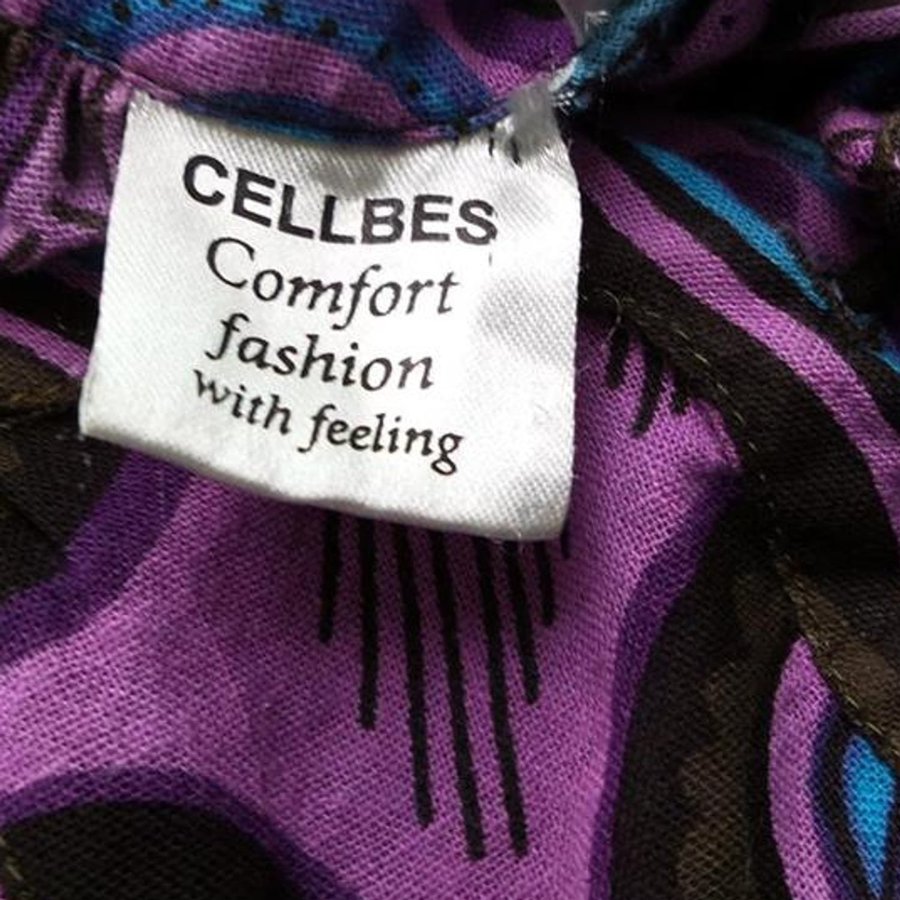 CELLBES
Comfort
fashion
with feeling